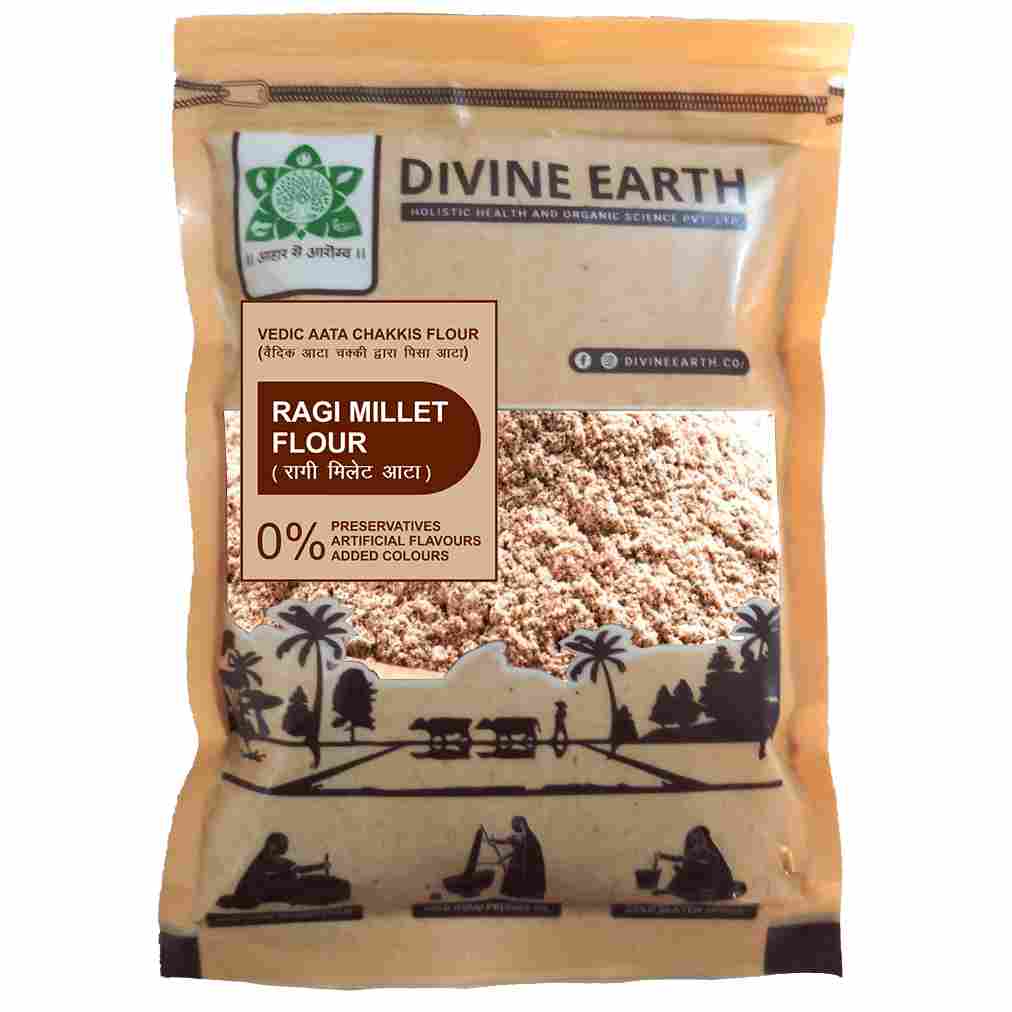 DIVINE EARTH
HOLISTIC HEALTH AND ORGANIC SCIENCE PVT. LTD.
|| आहार से आरोग्य ||
VEDIC AATA CHAKKIS FLOUR
(वैदिक आटा चक्की द्वारा पिसा आटा)
DIVINEEARTH.CO
RAGI MILLET
FLOUR
( रागी मिलेट आटा )
0% PRESERVATIVES
ARTIFICIAL FLAVOURS
ADDED COLOURS